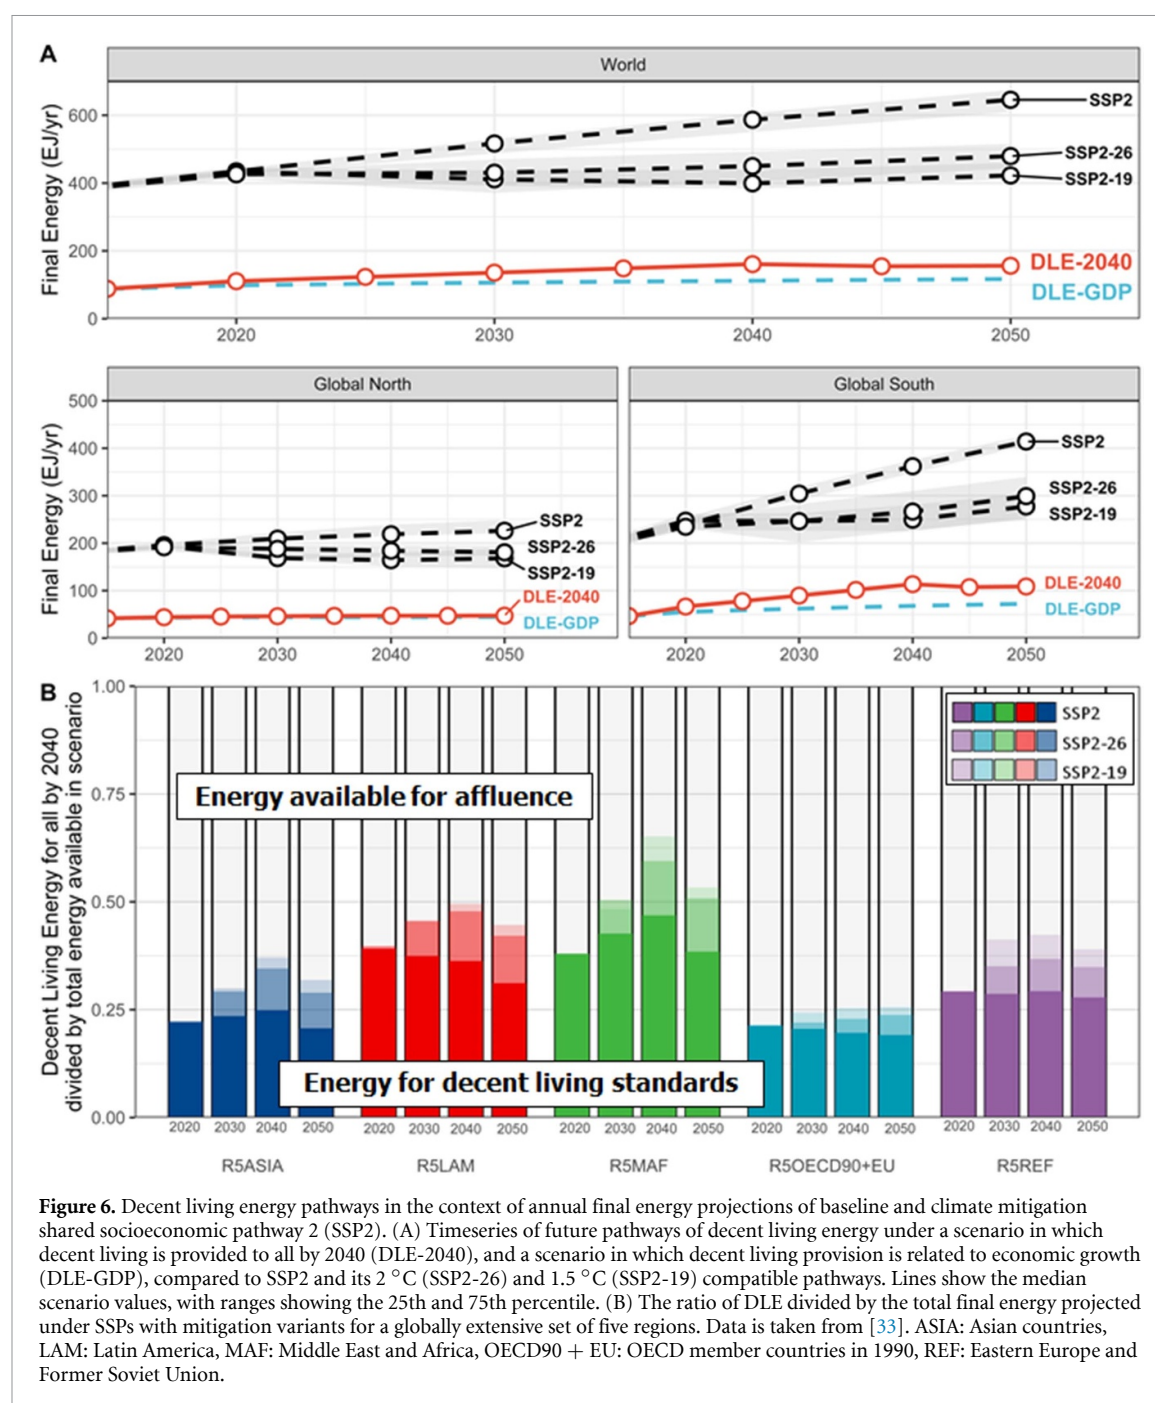 A
World
Final Energy (EJ/yr)
600
400
200
0
SSP2
SSP2-26
SSP2-19
DLE-2040
DLE-GDP
2020 2030 2040 2050
Global North
Global South
Final Energy (EJ/yr)
500
400
300
200
100
0
SSP2
SSP2-26
SSP2-19
DLE-2040
DLE-GDP
SSP2
SSP2-26
SSP2-19
DLE-2040
DLE-GDP
2020 2030 2040 2050
2020 2030 2040 2050
B
Decent Living Energy for all by 2040
divided by total energy available in scenario
1.00
0.75
0.50
0.25
0.00
SSP2
SSP2-26
SSP2-19
Energy available for affluence
Energy for decent living standards
2020 2030 2040 2050 2020 2030 2040 2050 2020 2030 2040 2050 2020 2030 2040 2050 2020 2030 2040 2050
R5ASIA R5LAM R5MAF R5OECD90+EU R5REF
Figure 6. Decent living energy pathways in the context of annual final energy projections of baseline and climate mitigation
shared socioeconomic pathway 2 (SSP2). (A) Timeseries of future pathways of decent living energy under a scenario in which
decent living is provided to all by 2040 (DLE-2040), and a scenario in which decent living provision is related to economic growth
(DLE-GDP), compared to SSP2 and its 2 °C (SSP2-26) and 1.5 °C (SSP2-19) compatible pathways. Lines show the median
scenario values, with ranges showing the 25th and 75th percentile. (B) The ratio of DLE divided by the total final energy projected
under SSPs with mitigation variants for a globally extensive set of five regions. Data is taken from [33]. ASIA: Asian countries,
LAM: Latin America, MAF: Middle East and Africa, OECD90 + EU: OECD member countries in 1990, REF: Eastern Europe and
Former Soviet Union.